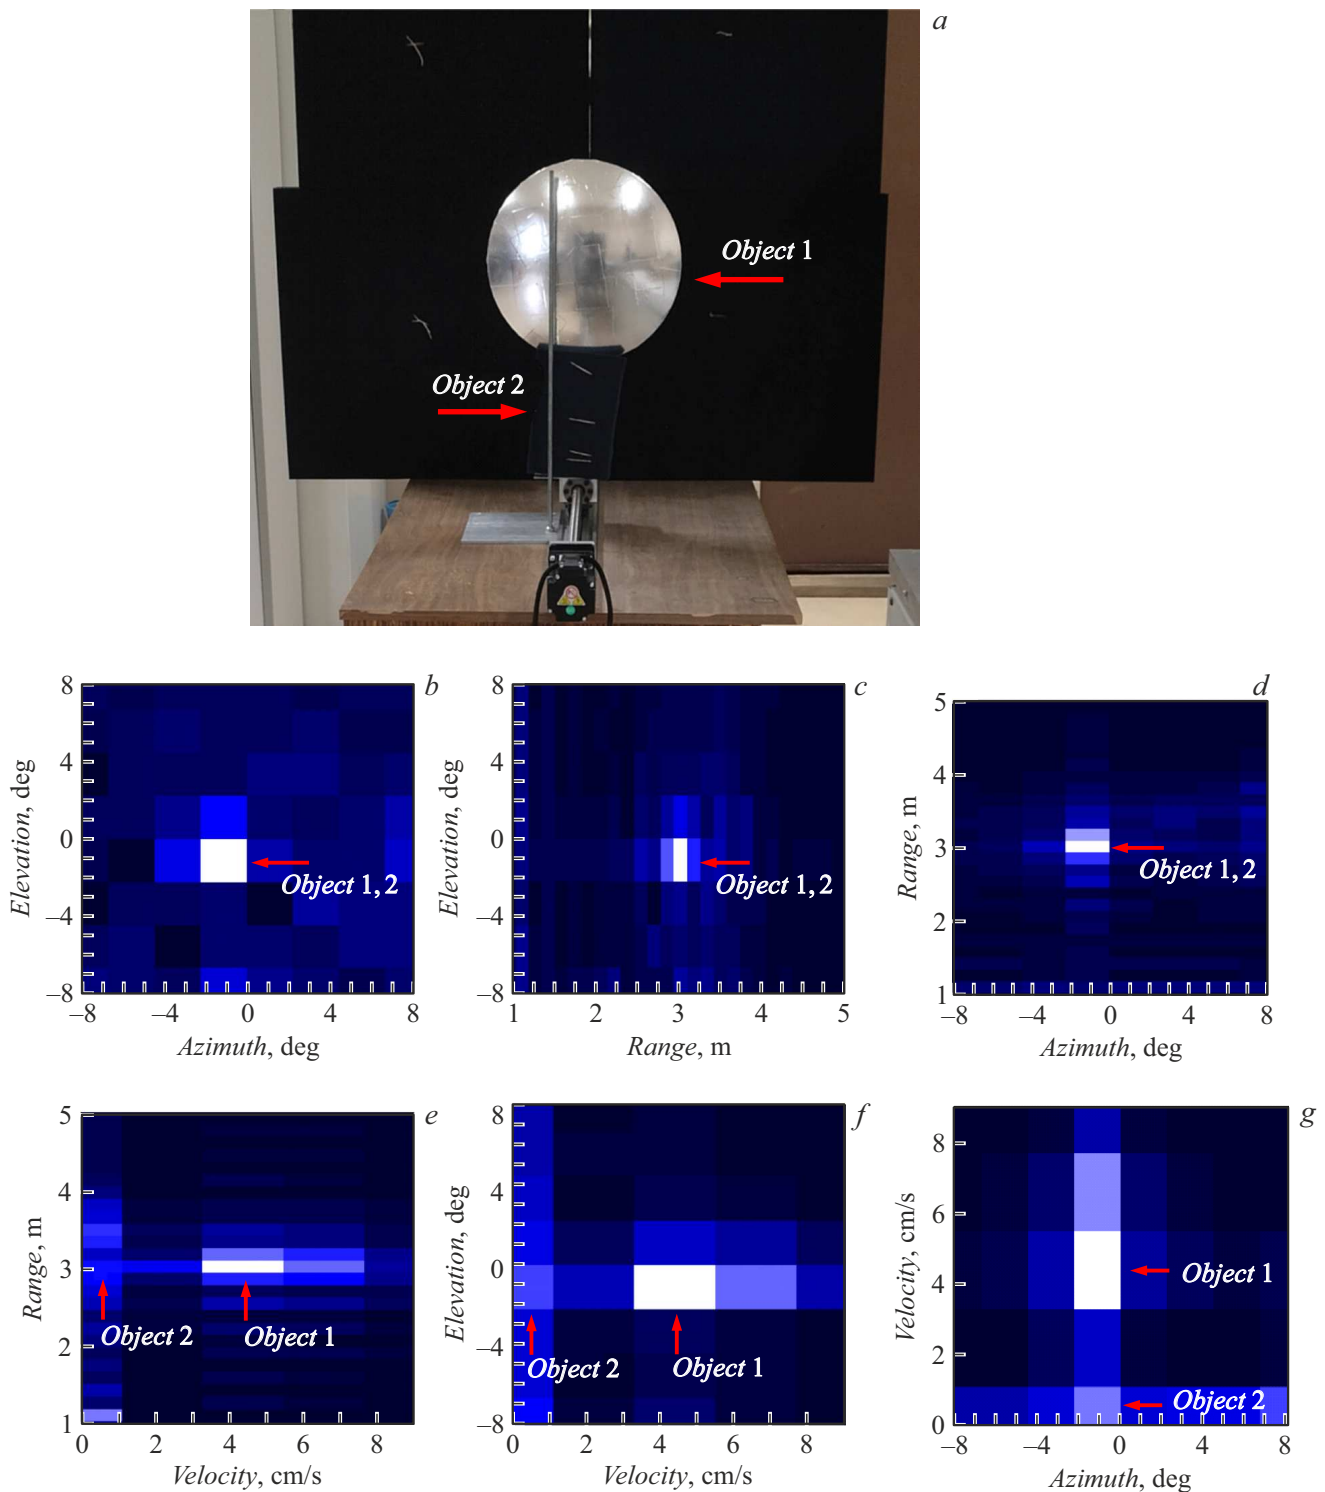 a
Object 1
Object 2
b
8
4
0
–4
–8
Elevation, deg
Object 1, 2
–8 –4 0 4 8
Azimuth, deg
c
8
4
0
–4
–8
Elevation, deg
Object 1, 2
1 2 3 4 5
Range, m
d
5
4
3
2
1
Range, m
Object 1, 2
–8 –4 0 4 8
Azimuth, deg
e
5
4
3
2
1
Range, m
Object 2
Object 1
0 2 4 6 8
Velocity, cm/s
f
8
4
0
–4
–8
Elevation, deg
Object 2
Object 1
0 2 4 6 8
Velocity, cm/s
g
8
6
4
2
0
Velocity, cm/s
Object 1
Object 2
–8 –4 0 4 8
Azimuth, deg